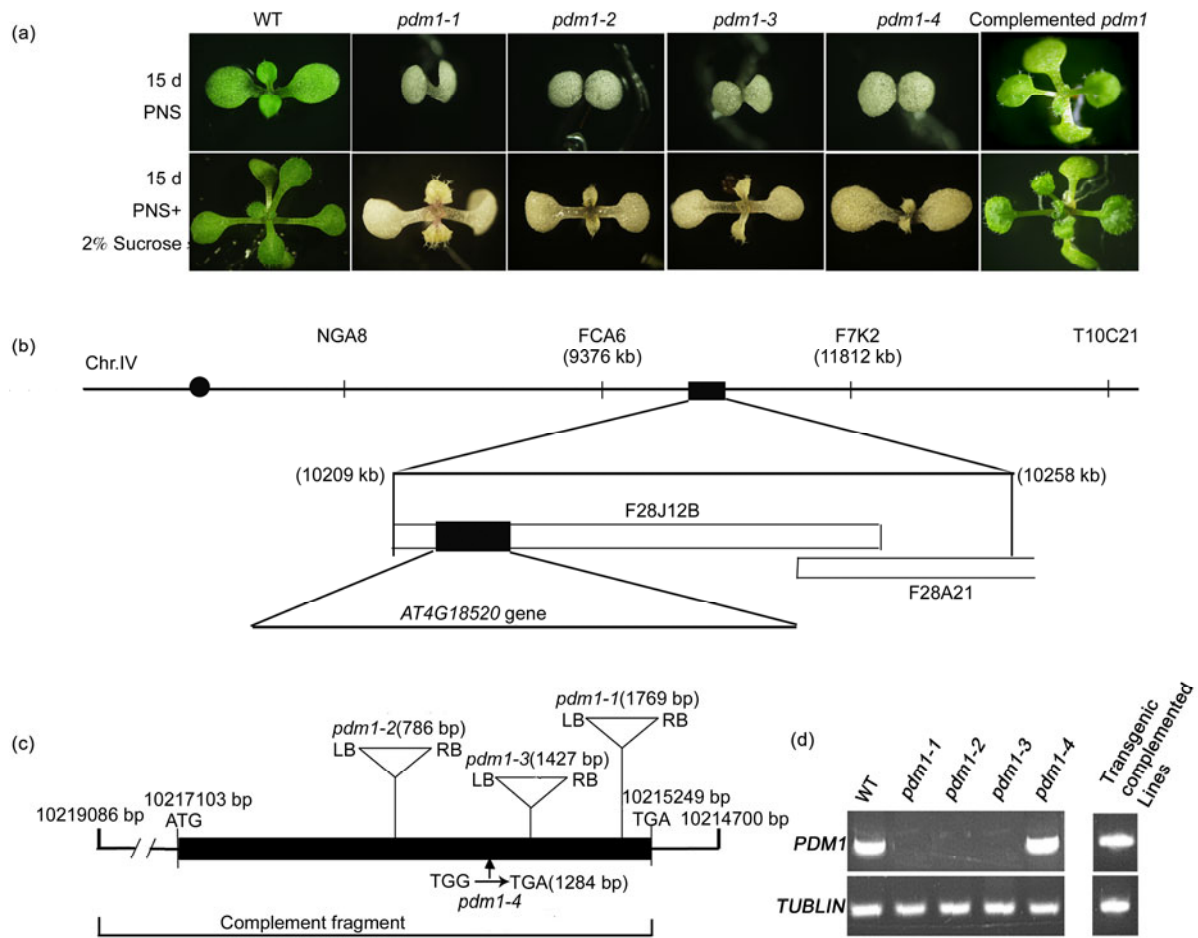 (a)
WT pdm1-1 pdm1-2 pdm1-3 pdm1-4 Complemented pdm1
15 d
PNS
15 d
PNS+
2% Sucrose
(b)
Chr.IV
NGA8
FCA6
(9376 kb)
F7K2
(11812 kb)
T10C21
(10209 kb)
(10258 kb)
F28J12B
F28A21
AT4G18520 gene
(c)
pdm1-1(1769 bp)
LB RB
pdm1-2(786 bp)
LB RB
pdm1-3(1427 bp)
LB RB
10219086 bp
10217103 bp
ATG
10215249 bp
TGA
10214700 bp
TGG TGA(1284 bp)
pdm1-4
Complement fragment
(d)
WT
pdm1-1
pdm1-2
pdm1-3
pdm1-4
Transgenic
complemented
Lines
PDM1
TUBLIN